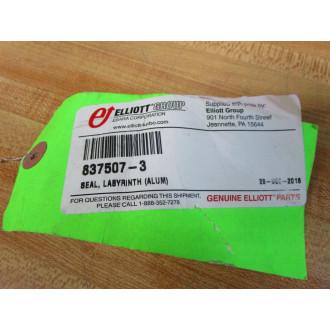 ELLIOTT GROUP
EBARA CORPORATION
www.elliott-turbo.com
Supplied with pride by:
Elliott Group
901 North Fourth Street
Jeannette, PA 15644
837507-3
SEAL, LABYRINTH (ALUM)
2016
FOR QUESTIONS REGARDING THIS SHIPMENT,
PLEASE CALL 1-888-352-7278
GENUINE ELLIOTT PARTS